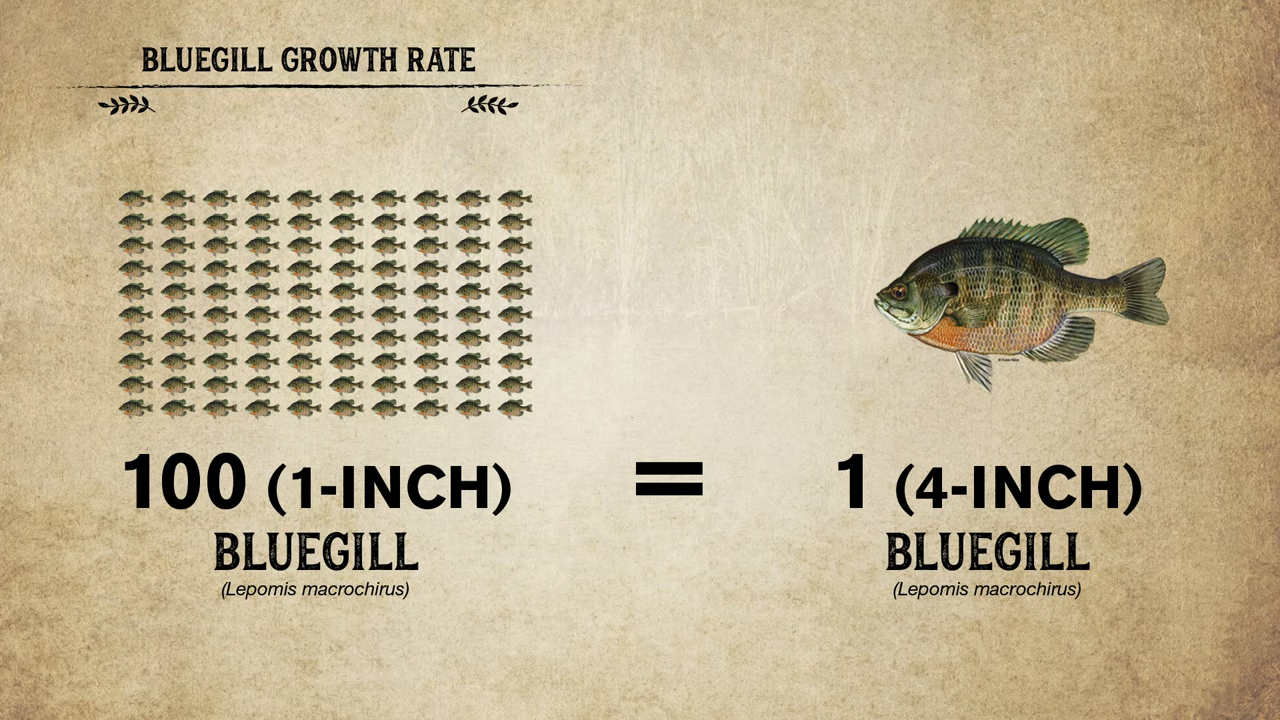 BLUEGILL GROWTH RATE
100 (1-INCH) = 1 (4-INCH)
BLUEGILL BLUEGILL
(Lepomis macrochirus) (Lepomis macrochirus)